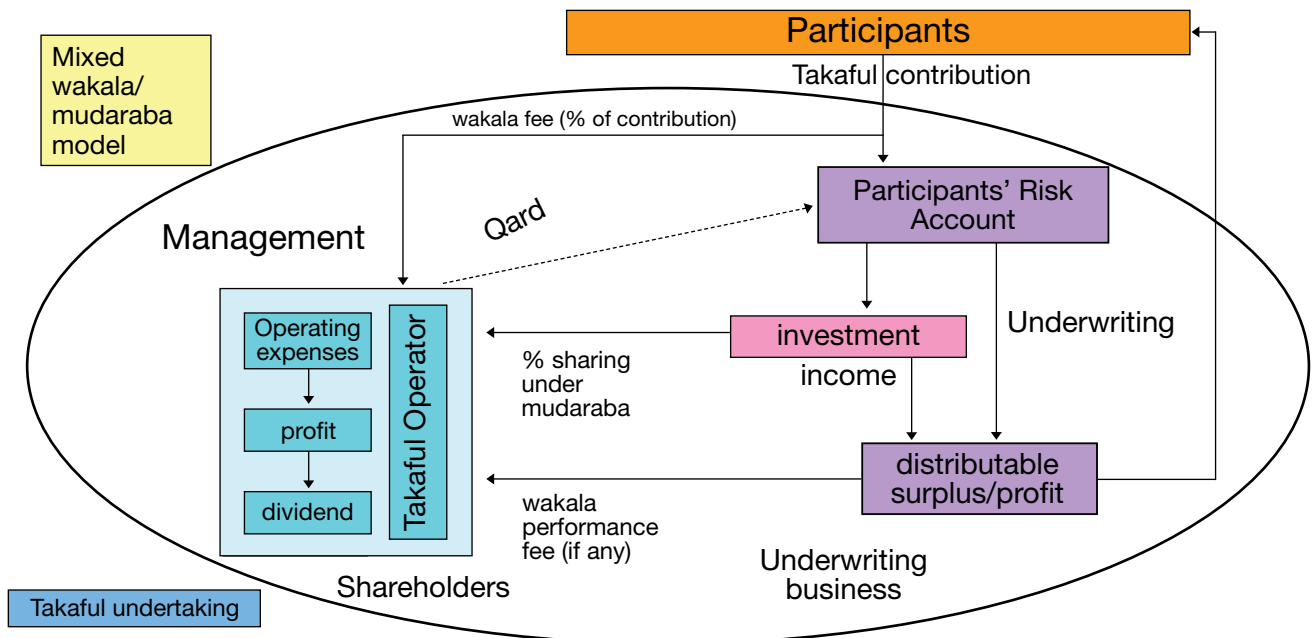 Participants
Mixed
wakala/
mudaraba
model
Takaful contribution
wakala fee (% of contribution)
Participants’ Risk
Account
Qard
Management
Operating
expenses
profit
dividend
Takaful Operator
investment
income
Underwriting
% sharing
under
mudaraba
distributable
surplus/profit
wakala
performance
fee (if any)
Underwriting
business
Shareholders
Takaful undertaking